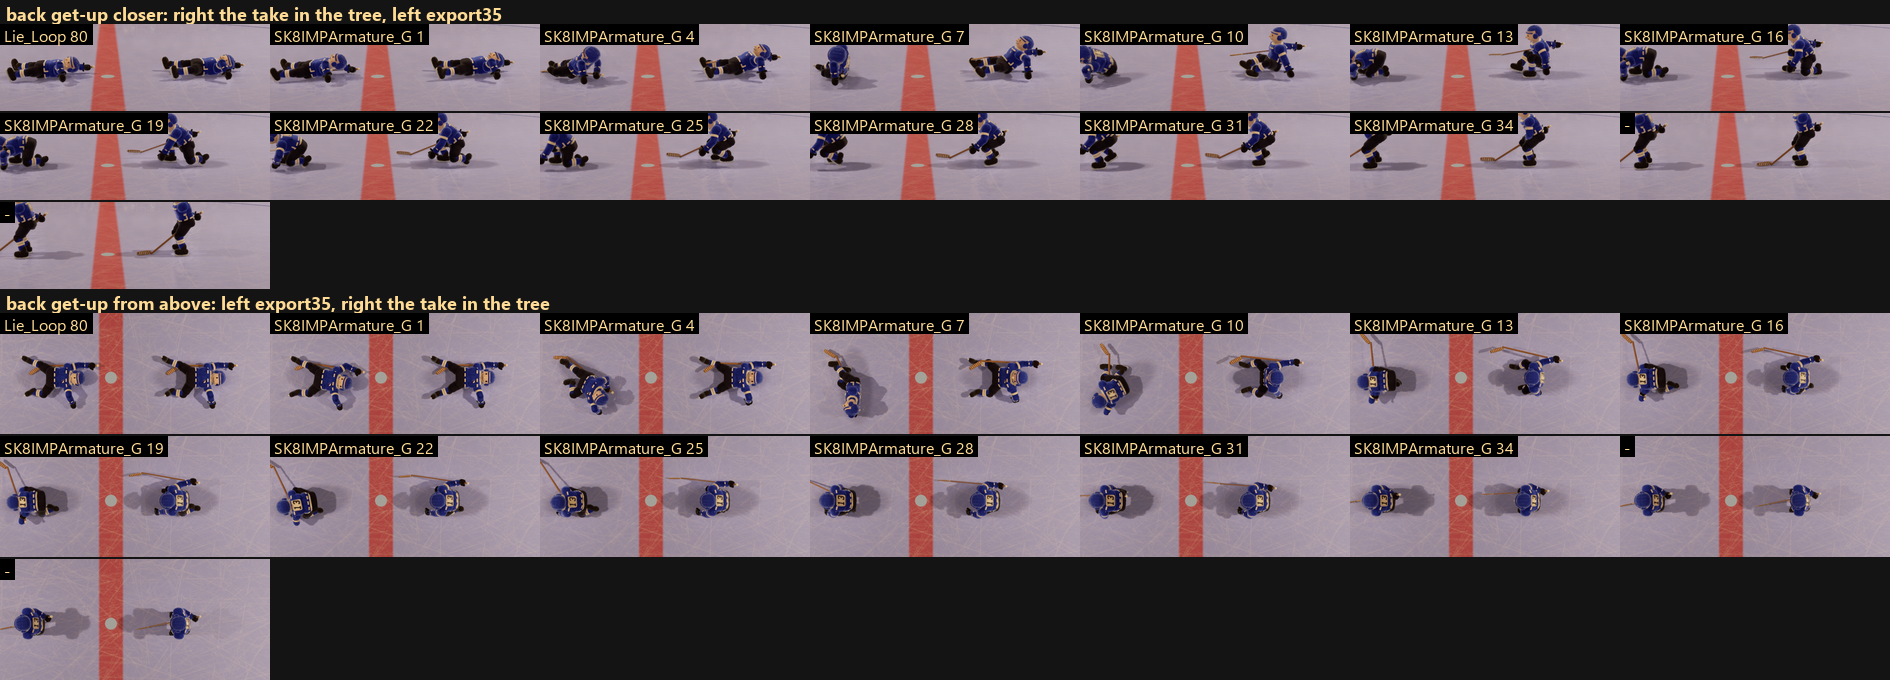 back get-up closer: right the take in the tree, left export35
Lie_Loop 80
SK8IMPArmature_G 1
SK8IMPArmature_G 4
SK8IMPArmature_G 7
SK8IMPArmature_G 10
SK8IMPArmature_G 13
SK8IMPArmature_G 16
SK8IMPArmature_G 19
SK8IMPArmature_G 22
SK8IMPArmature_G 25
SK8IMPArmature_G 28
SK8IMPArmature_G 31
SK8IMPArmature_G 34
-
-
back get-up from above: left export35, right the take in the tree
Lie_Loop 80
SK8IMPArmature_G 1
SK8IMPArmature_G 4
SK8IMPArmature_G 7
SK8IMPArmature_G 10
SK8IMPArmature_G 13
SK8IMPArmature_G 16
SK8IMPArmature_G 19
SK8IMPArmature_G 22
SK8IMPArmature_G 25
SK8IMPArmature_G 28
SK8IMPArmature_G 31
SK8IMPArmature_G 34
-
-